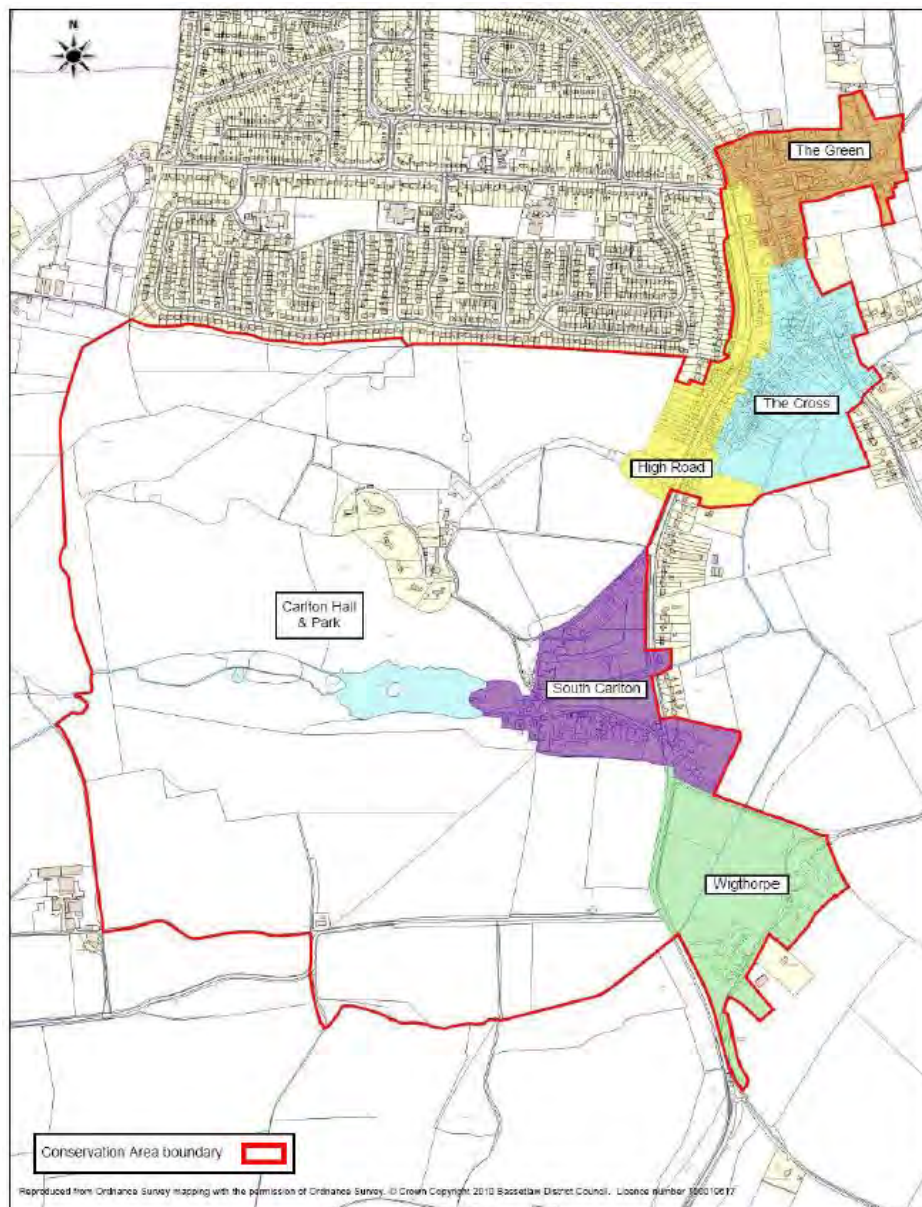 N
The Green
The Cross
High Road
Carlton Hall
& Park
South Carlton
Wigthorpe
Conservation Area boundary
Reproduced from Ordnance Survey mapping with the permission of Ordnance Survey. © Crown Copyright 2010 Bassetlaw District Council. Licence number 100019617